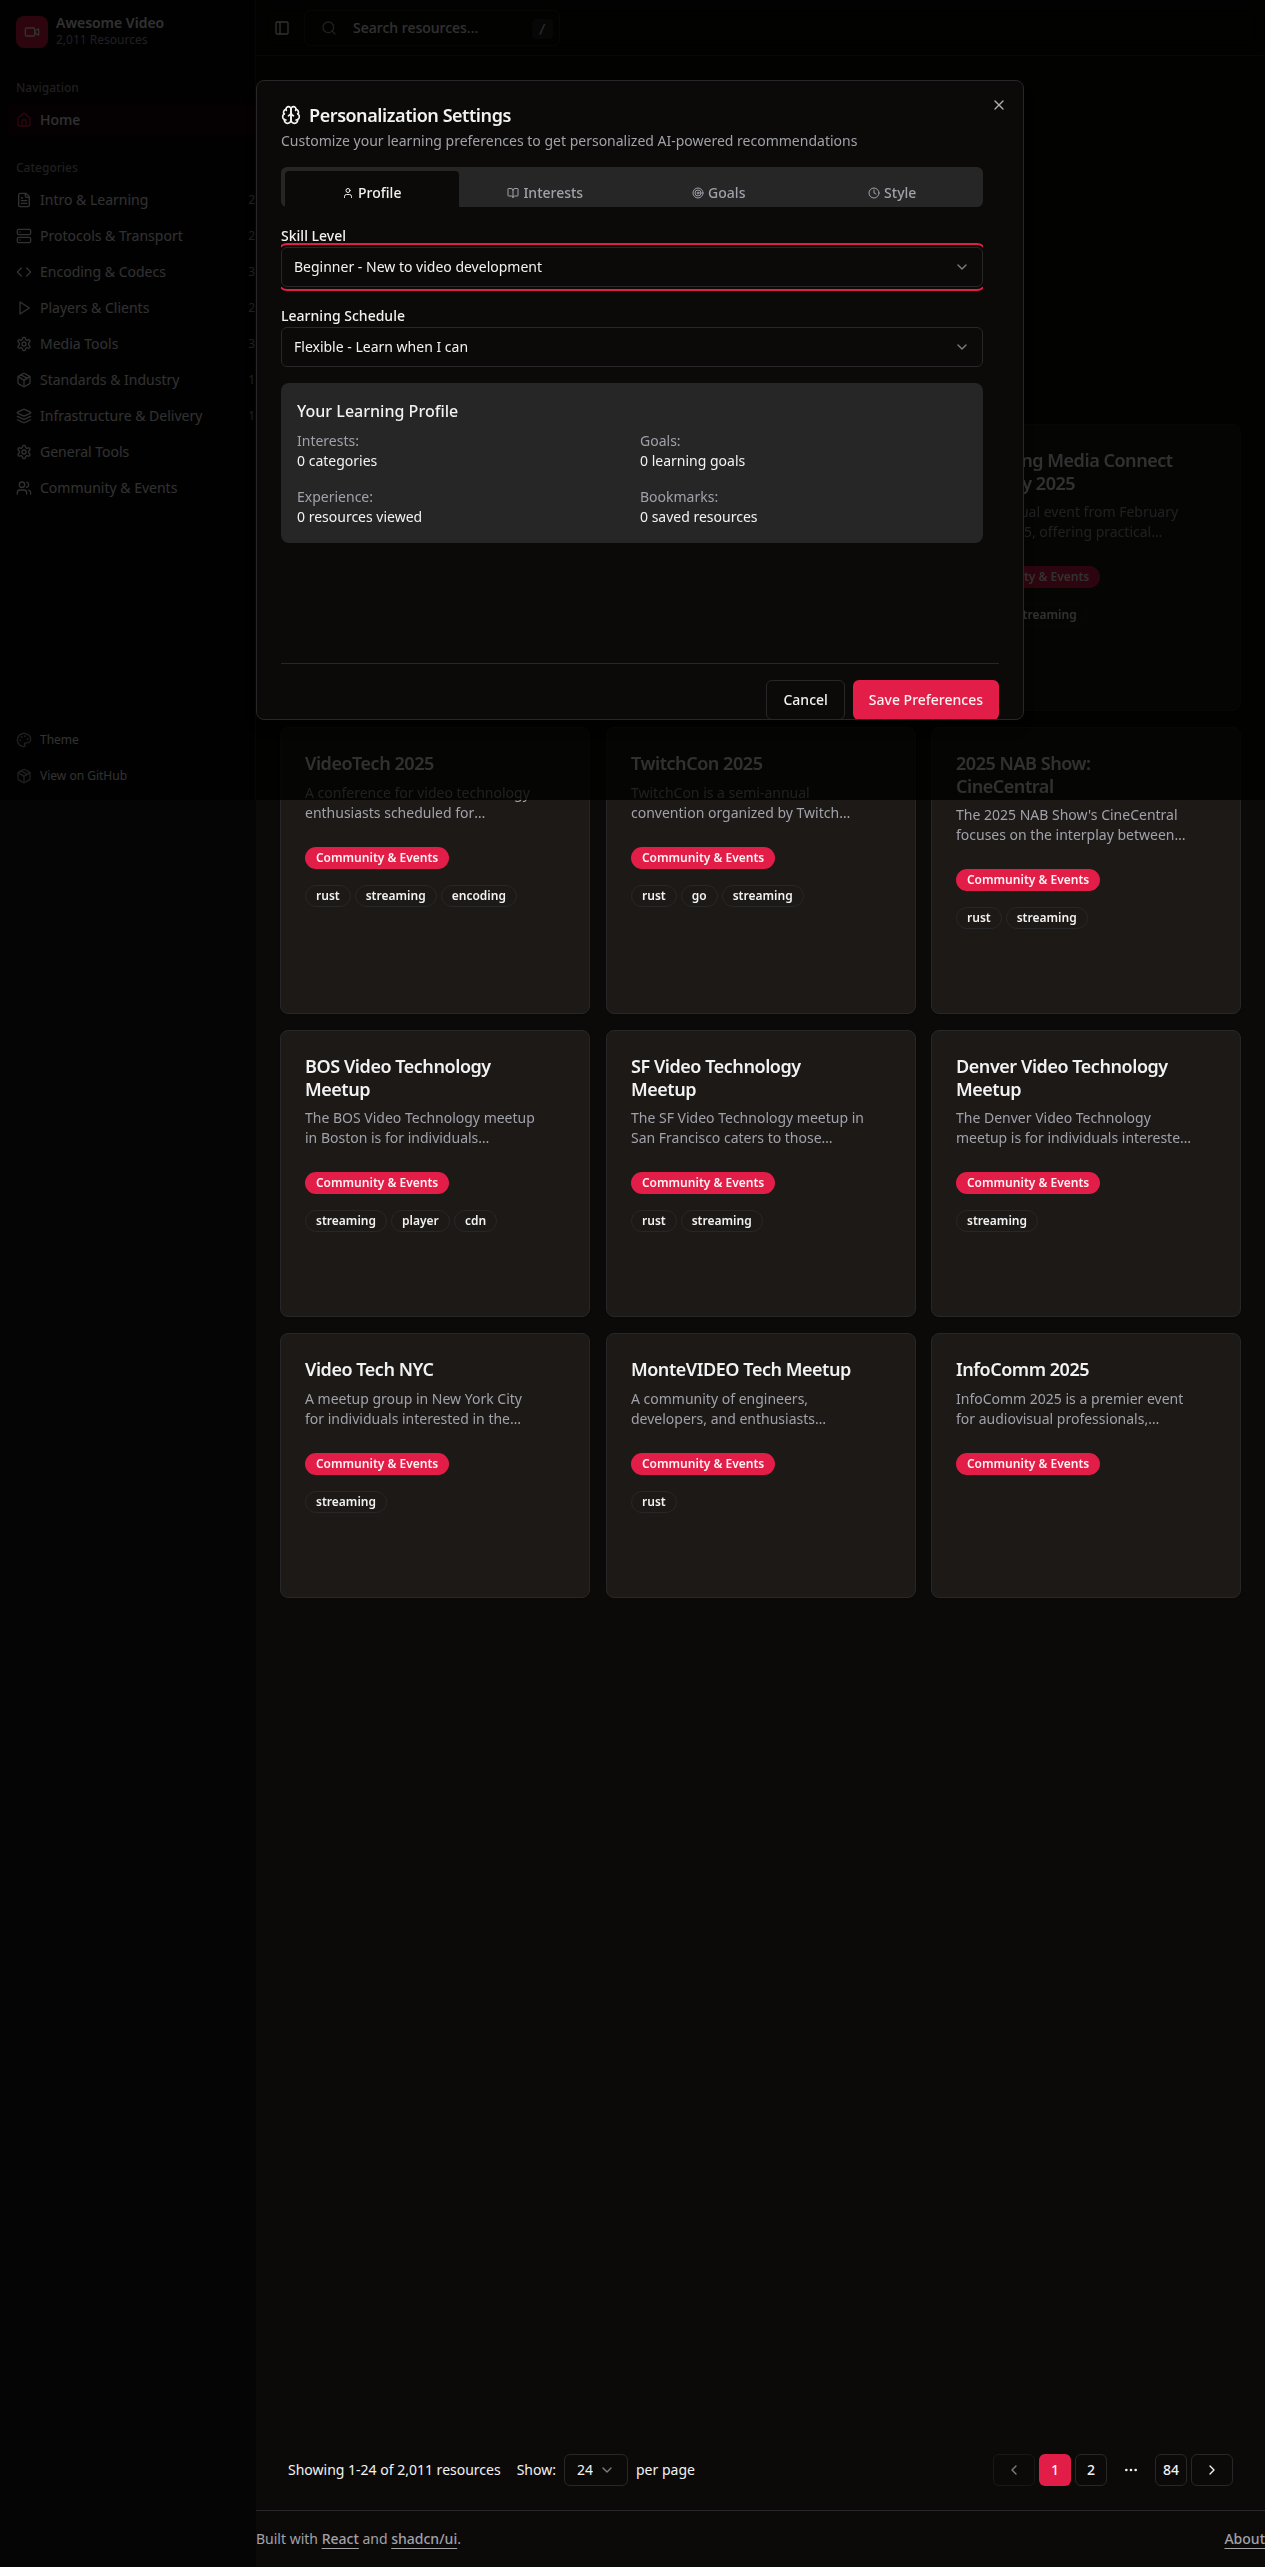 Awesome Video
2,011 Resources
Search resources...
/
Navigation
Home
Categories
Intro & Learning
2
Protocols & Transport
2
Encoding & Codecs
3
Players & Clients
2
Media Tools
3
Standards & Industry
1
Infrastructure & Delivery
1
General Tools
Community & Events
Theme
View on GitHub
Personalization Settings
Customize your learning preferences to get personalized AI-powered recommendations
Profile
Interests
Goals
Style
Skill Level
Beginner - New to video development
Learning Schedule
Flexible - Learn when I can
Your Learning Profile
Interests:
0 categories
Goals:
0 learning goals
Experience:
0 resources viewed
Bookmarks:
0 saved resources
Cancel
Save Preferences
ng Media Connect
y 2025
ual event from February
5, offering practical...
ty & Events
treaming
VideoTech 2025
A conference for video technology
enthusiasts scheduled for...
Community & Events
rust
streaming
encoding
TwitchCon 2025
TwitchCon is a semi-annual
convention organized by Twitch...
Community & Events
rust
go
streaming
2025 NAB Show:
CineCentral
The 2025 NAB Show's CineCentral
focuses on the interplay between...
Community & Events
rust
streaming
BOS Video Technology
Meetup
The BOS Video Technology meetup
in Boston is for individuals...
Community & Events
streaming
player
cdn
SF Video Technology
Meetup
The SF Video Technology meetup in
San Francisco caters to those...
Community & Events
rust
streaming
Denver Video Technology
Meetup
The Denver Video Technology
meetup is for individuals intereste...
Community & Events
streaming
Video Tech NYC
A meetup group in New York City
for individuals interested in the...
Community & Events
streaming
MonteVIDEO Tech Meetup
A community of engineers,
developers, and enthusiasts...
Community & Events
rust
InfoComm 2025
InfoComm 2025 is a premier event
for audiovisual professionals,...
Community & Events
Showing 1-24 of 2,011 resources
Show:
24
per page
1
2
...
84
Built with React and shadcn/ui.
About